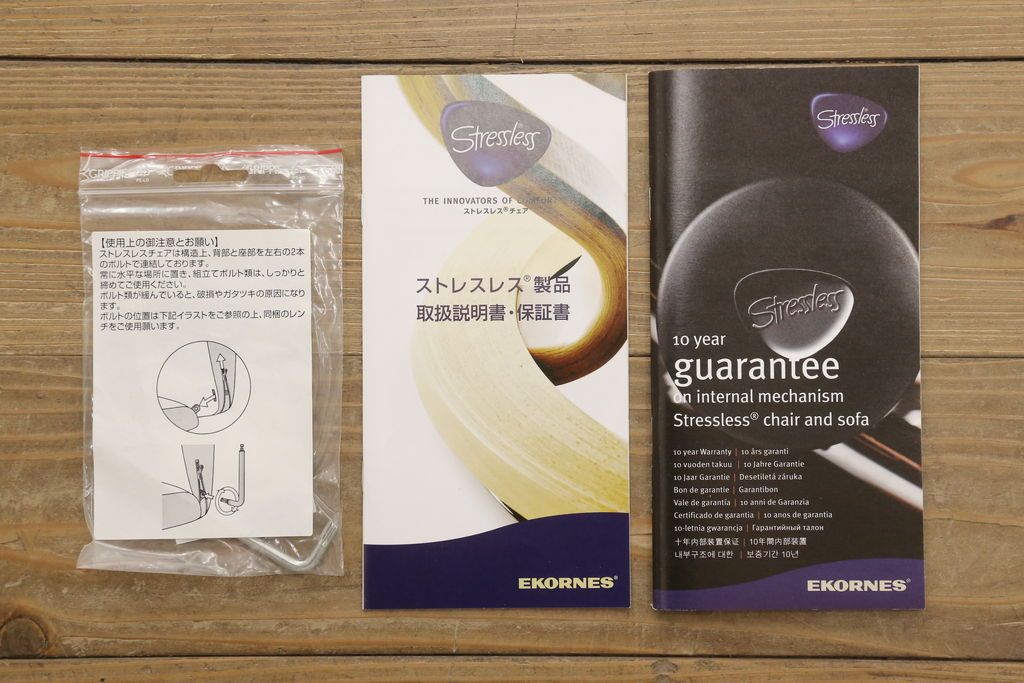 GRIPPE
GRIPPE
PE-LD
【使用上の御注意とお願い】
ストレスレスチェアは構造上、背部と座部を左右の2本
のボルトで連結しております。
常に水平な場所に置き、組立てボルト類は、しっかりと
締めてご使用ください。
ボルト類が緩んでいると、破損やガタツキの原因になり
ます。
ボルトの位置は下記イラストをご参照の上、同梱のレン
チをご使用願います。
Stressless®
THE INNOVATORS OF COMFORT
ストレスレス®チェア
ストレスレス®製品
取扱説明書・保証書
EKORNES®
Stressless®
Stressless
10 year
guarantee
on internal mechanism
Stressless® chair and sofa
10 year Warranty | 10 års garanti
10 vuoden takuu | 10 Jahre Garantie
10 Jaar Garantie | Desetiletá záruka
Bon de garantie | Garantibon
Vale de garantía | 10 anni de Garanzia
Certificado de garantia | 10 anos de garantia
10-letnia gwarancja | Гарантийный талон
十年内部装置保证 | 10年間内部装置
내부구조에 대한 | 보증기간 10년
EKORNES®